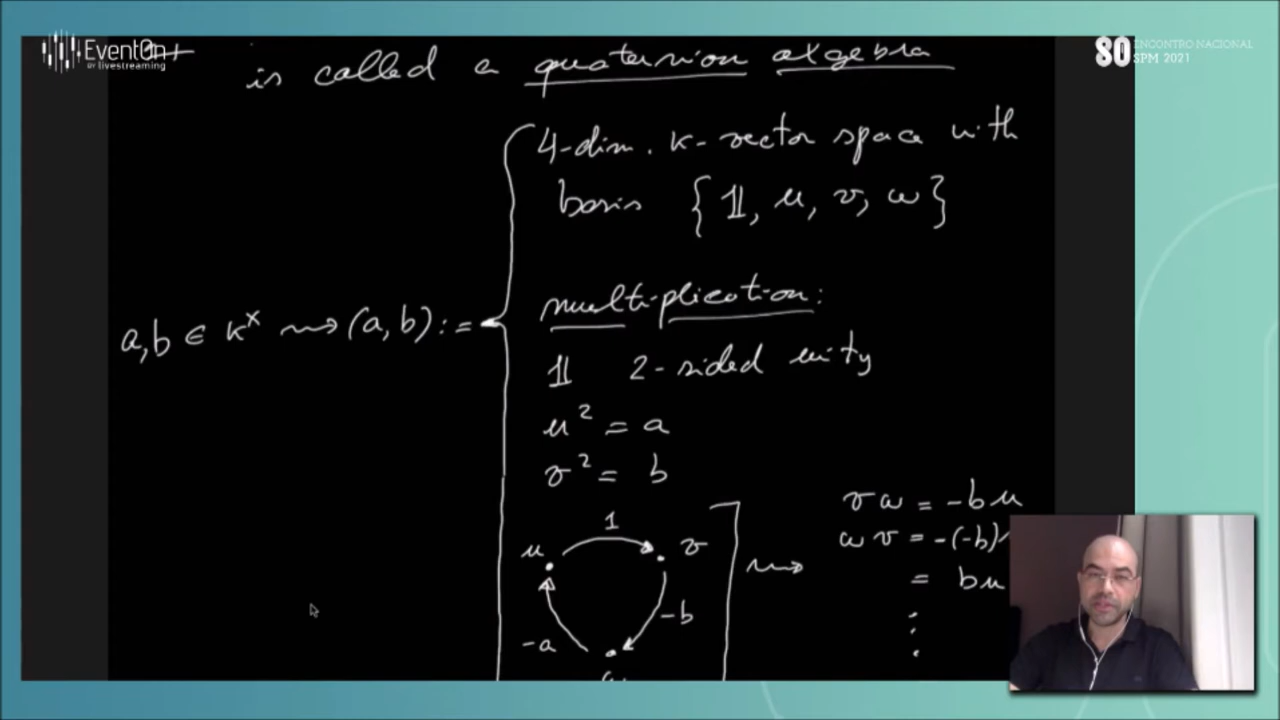 EventOn
BY livestreaming
80 ENCONTRO NACIONAL
SPM 2021
is called a quaternion algebra
4-dim. k-vector space with
basis {𝟙, u, v, w}
a,b ∈ k^× ⇝ (a,b) :=
multiplication:
𝟙 2-sided unity
u² = a
v² = b
1
u v
-b
-a
w
⇝
vw = -bu
wv = -(-b)
= bu
⋮